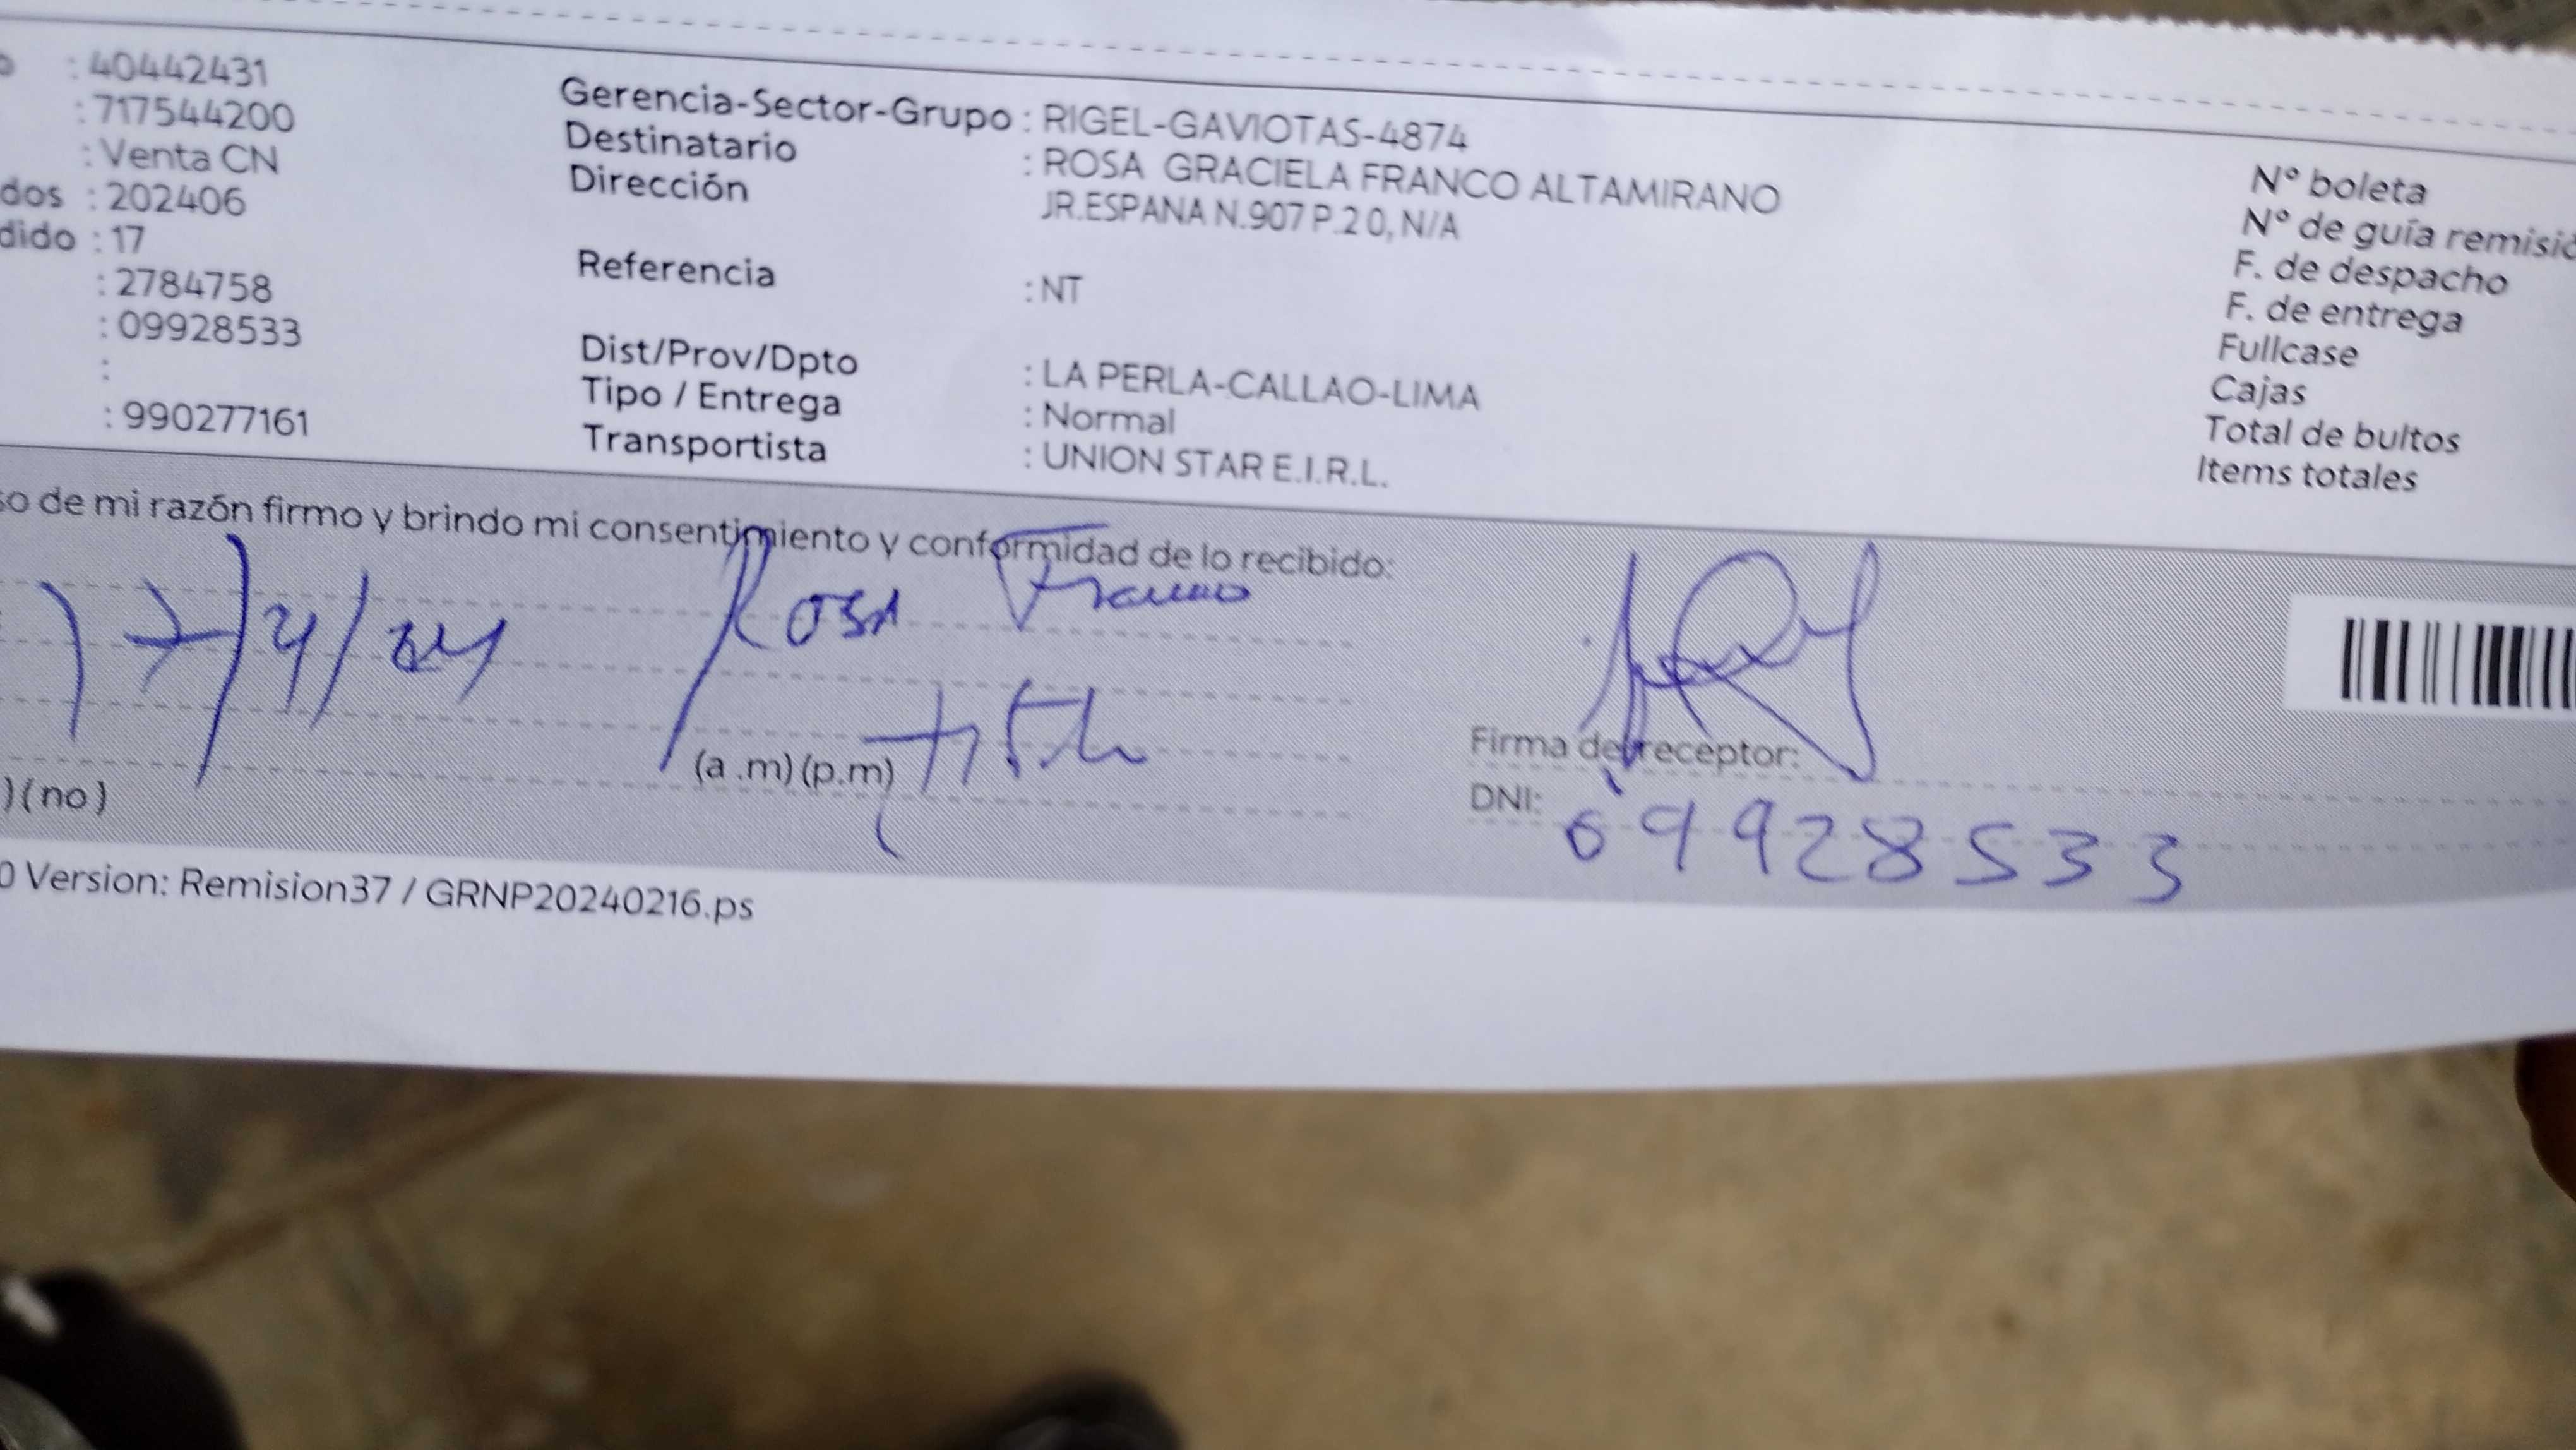 : 40442431
: 717544200
: Venta CN
dos : 202406
dido : 17
: 2784758
: 09928533
:
: 990277161
Gerencia-Sector-Grupo : RIGEL-GAVIOTAS-4874
Destinatario : ROSA GRACIELA FRANCO ALTAMIRANO
Dirección JR.ESPANA N.907 P.2 0, N/A
Referencia : NT
Dist/Prov/Dpto : LA PERLA-CALLAO-LIMA
Tipo / Entrega : Normal
Transportista : UNION STAR E.I.R.L.
N° boleta
N° de guía remisió
F. de despacho
F. de entrega
Fullcase
Cajas
Total de bultos
Items totales
so de mi razón firmo y brindo mi consentimiento y conformidad de lo recibido:
17/4/24 Rosa Franco
(a .m) (p.m)
) (no)
Firma del receptor:
DNI: 09928533
0 Version: Remision37 / GRNP20240216.ps